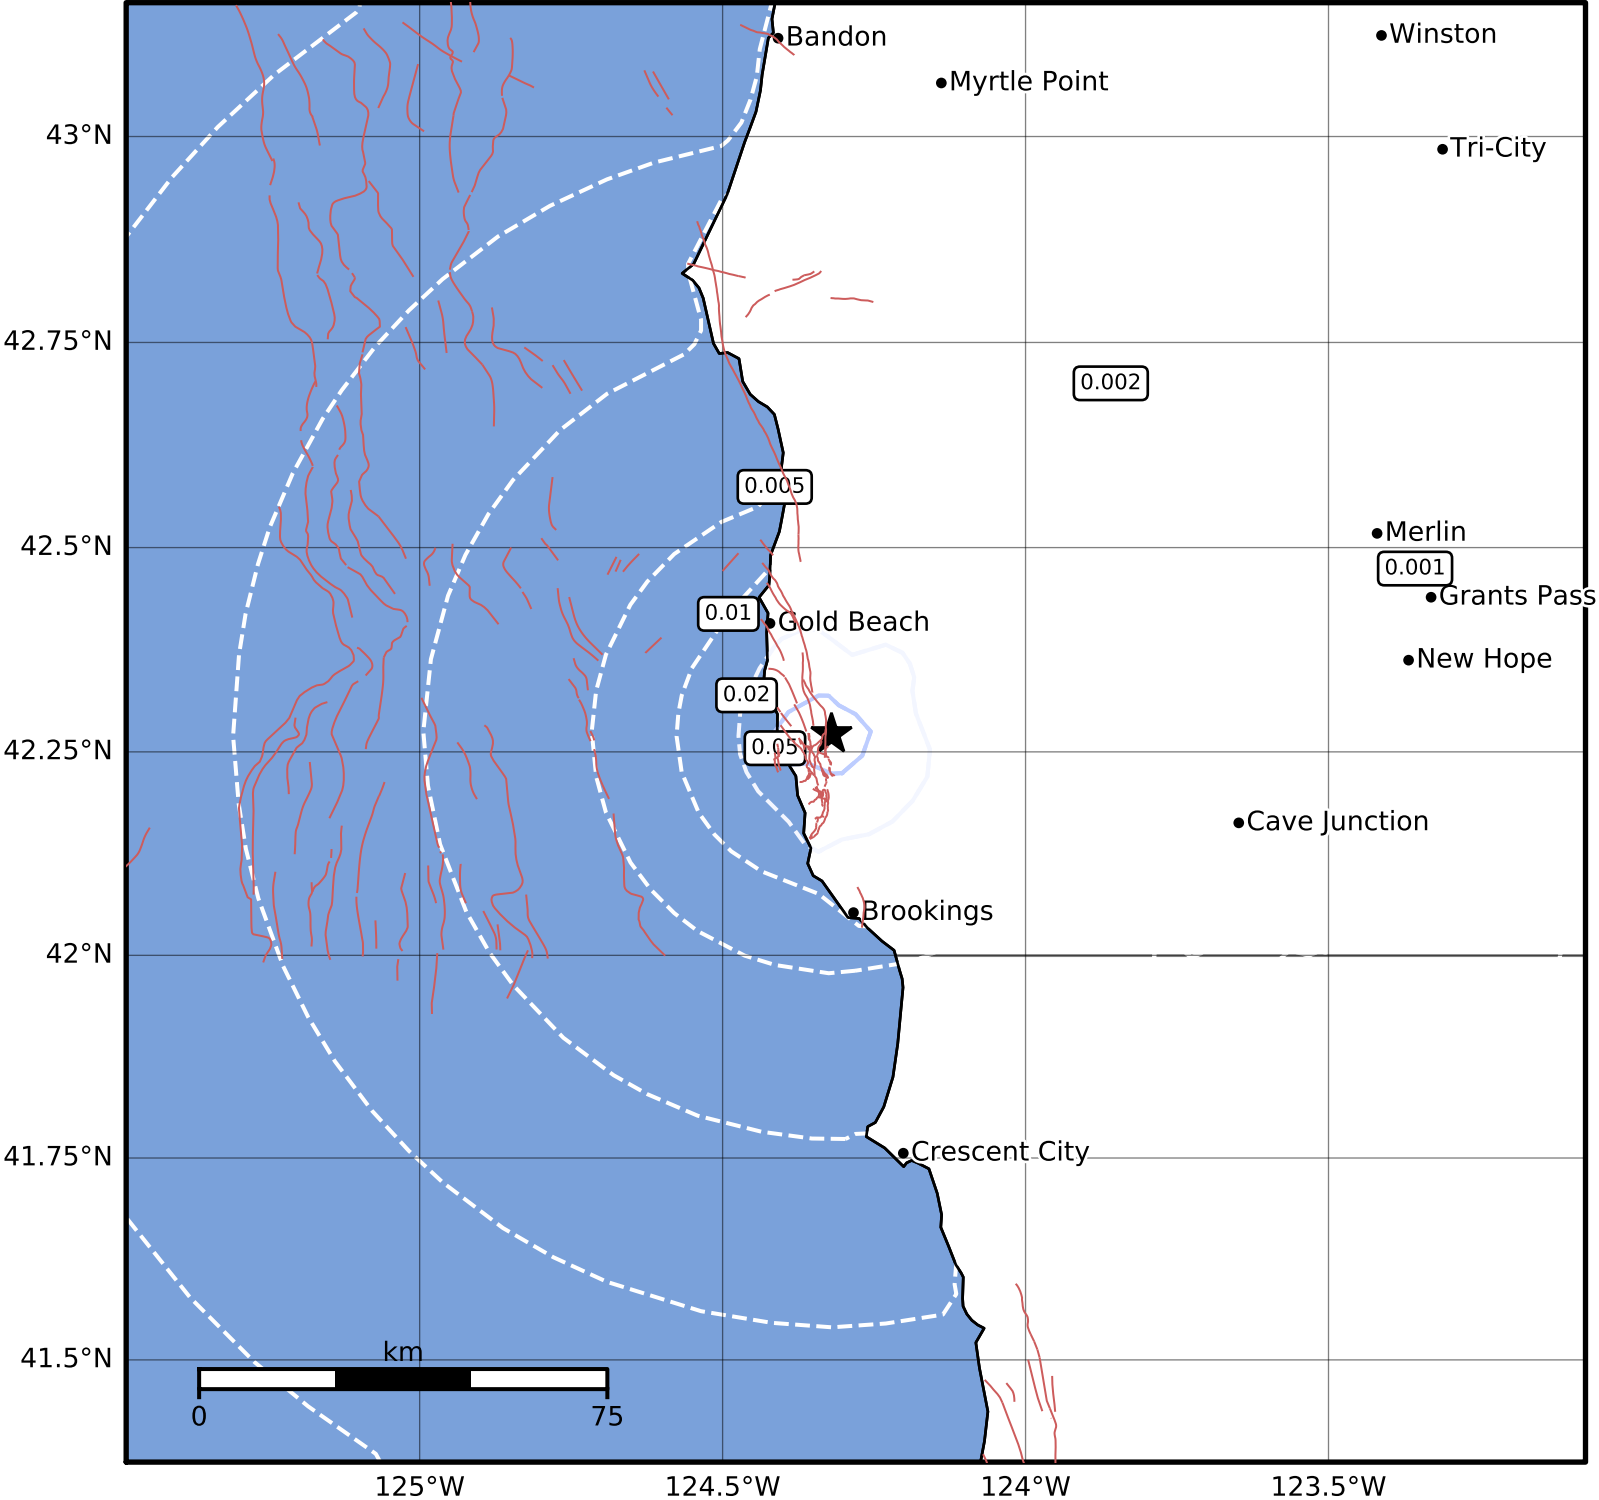 Bandon
Winston
Myrtle Point
43°N
Tri-City
42.75°N
0.002
0.005
42.5°N
Merlin
0.001
Grants Pass
0.01
Gold Beach
New Hope
0.02
42.25°N
0.05
Cave Junction
Brookings
42°N
41.75°N
Crescent City
41.5°N
km
0
75
125°W
124.5°W
124°W
123.5°W